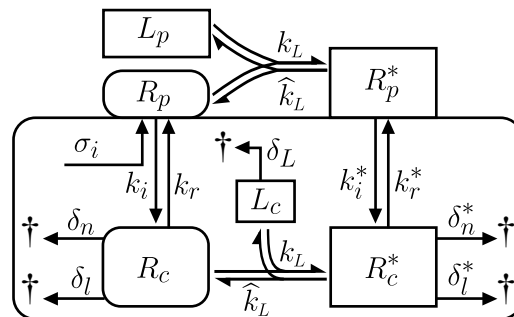 L_p k_L
R_p \widehat{k}_L R_p^*
σ_i † δ_L
k_i k_r L_c k_i^* k_r^*
† δ_n k_L δ_n^* †
R_c R_c^*
† δ_l \widehat{k}_L δ_l^* †